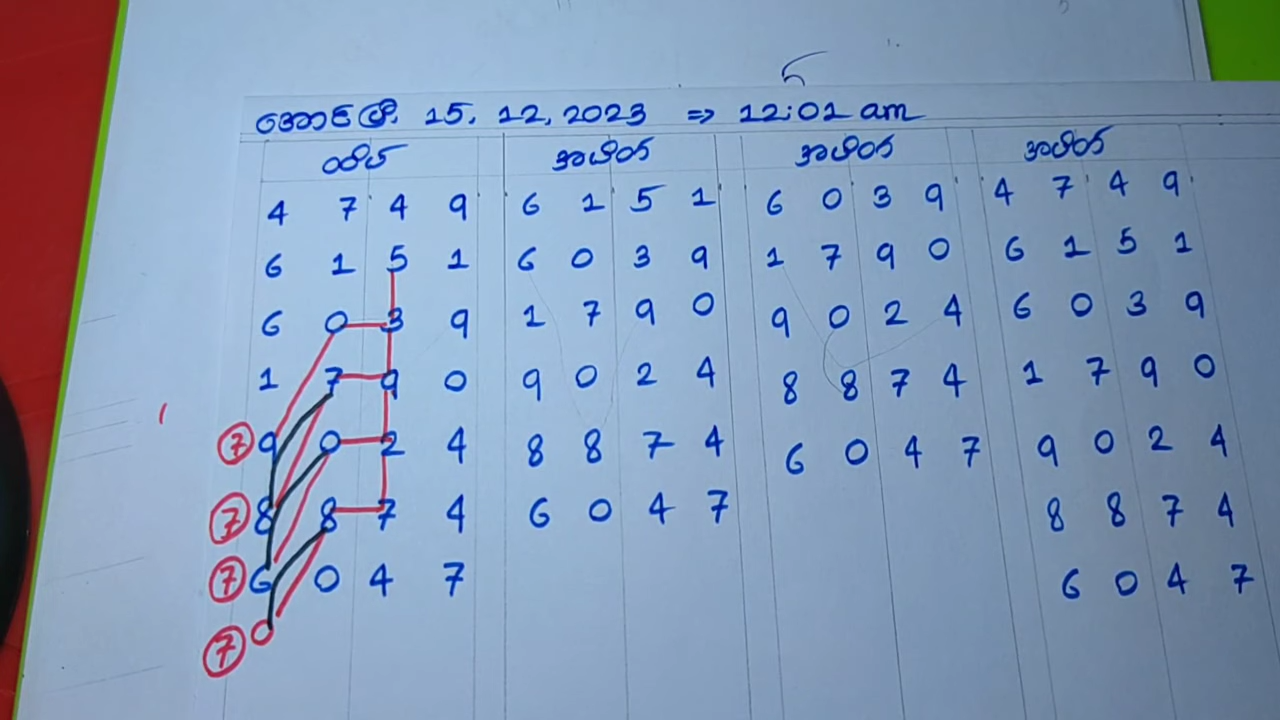 15.12.2023 ⇒ 12:01 am
4 7 4 9 6 1 5 1 6 0 3 9 4 7 4 9
6 1 5 1 6 0 3 9 1 7 9 0 6 1 5 1
6 0 3 9 1 7 9 0 9 0 2 4 6 0 3 9
1 7 9 0 9 0 2 4 8 8 7 4 1 7 9 0
7 9 0 2 4 8 8 7 4 6 0 4 7 9 0 2 4
7 8 8 7 4 6 0 4 7 8 8 7 4
7 6 0 4 7 6 0 4 7
7 0